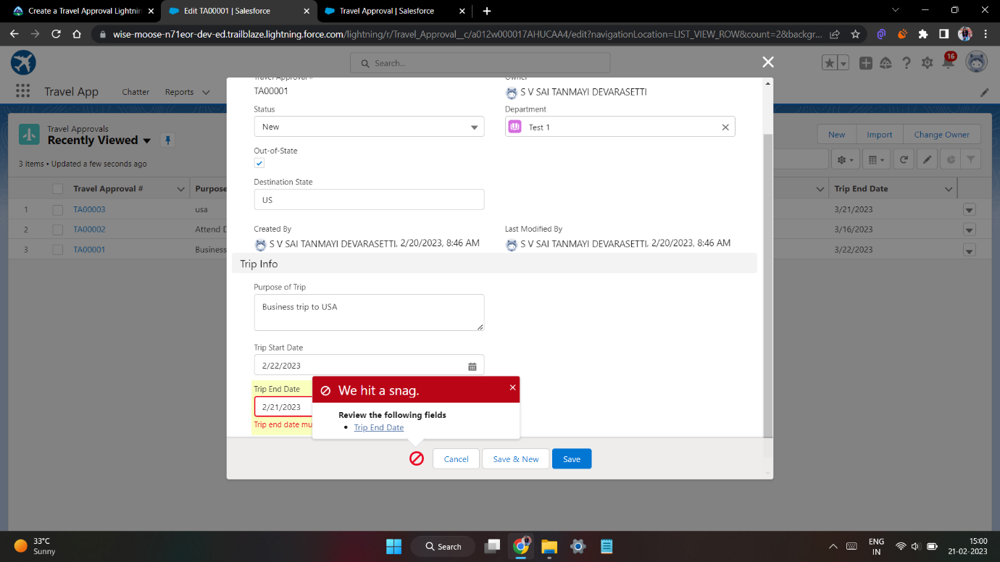 Create a Travel Approval Lightnin
Edit TA00001 | Salesforce
Travel Approval | Salesforce
wise-moose-n71eor-dev-ed.trailblaze.lightning.force.com/lightning/r/Travel_Approval__c/a012w000017AHUCAA4/edit?navigationLocation=LIST_VIEW_ROW&count=2&backgr...
Search...
16
Travel App
Chatter
Reports
Travel Approvals
Recently Viewed
New
Import
Change Owner
3 items • Updated a few seconds ago
Travel Approval #
Purpose
Trip End Date
1
TA00003
usa
3/21/2023
2
TA00002
Attend
3/16/2023
3
TA00001
Business
3/22/2023
Travel Approval #
Owner
TA00001
S V SAI TANMAYI DEVARASETTI
Status
Department
New
Test 1
Out-of-State
Destination State
US
Created By
Last Modified By
S V SAI TANMAYI DEVARASETTI, 2/20/2023, 8:46 AM
S V SAI TANMAYI DEVARASETTI, 2/20/2023, 8:46 AM
Trip Info
Purpose of Trip
Business trip to USA
Trip Start Date
2/22/2023
Trip End Date
2/21/2023
Trip end date mu
We hit a snag.
Review the following fields
• Trip End Date
Cancel
Save & New
Save
33°C
Sunny
Search
ENG
IN
15:00
21-02-2023